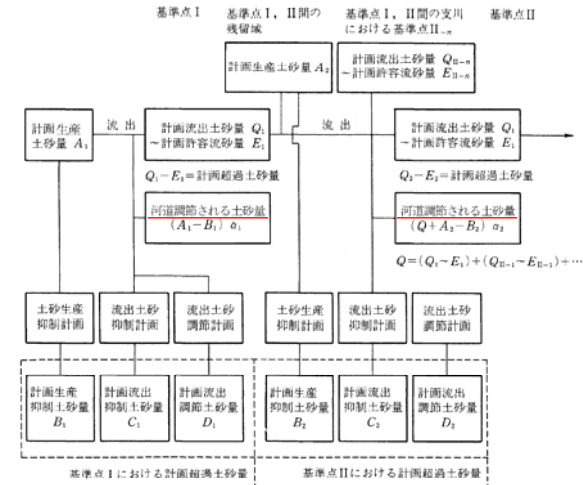 基準点Ⅰ
基準点Ⅰ，Ⅱ間の
残留域
基準点Ⅰ，Ⅱ間の支川
における基準点Ⅱ-n
基準点Ⅱ
計画生産土砂量 A₂
計画流出土砂量 QⅡ-n
～計画許容流砂量 EⅡ-n
計画生産
土砂量 A₁
流出
計画流出土砂量 Q₁
～計画許容流砂量 E₁
流出
計画流出土砂量 Q₁
～計画許容流砂量 E₁
Q₁－E₁＝計画超過土砂量
Q₂－E₂＝計画超過土砂量
河道調節される土砂量
(A₁－B₁) α₁
河道調節される土砂量
(Q＋A₂－B₂) α₂
Q＝(Q₁～E₁)＋(QⅡ-1～EⅡ-1)＋…
土砂生産
抑制計画
流出土砂
抑制計画
流出土砂
調節計画
土砂生産
抑制計画
流出土砂
抑制計画
流出土砂
調節計画
計画生産
抑制土砂量
B₁
計画流出
抑制土砂量
C₁
計画流出
調節土砂量
D₁
計画生産
抑制土砂量
B₂
計画流出
抑制土砂量
C₂
計画流出
調節土砂量
D₂
基準点Ⅰにおける計画超過土砂量
基準点Ⅱにおける計画超過土砂量